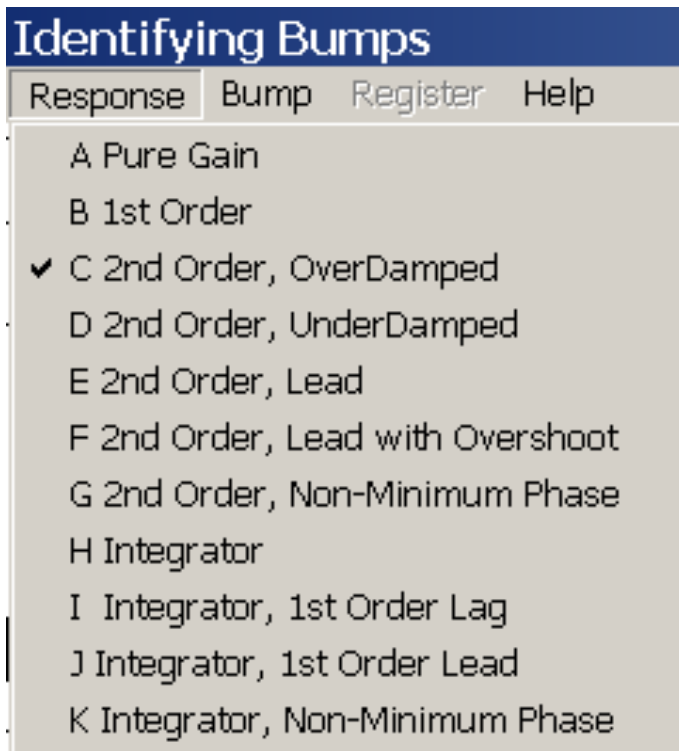 Identifying Bumps
Response Bump Register Help
A Pure Gain
B 1st Order
✓ C 2nd Order, OverDamped
D 2nd Order, UnderDamped
E 2nd Order, Lead
F 2nd Order, Lead with Overshoot
G 2nd Order, Non-Minimum Phase
H Integrator
I Integrator, 1st Order Lag
J Integrator, 1st Order Lead
K Integrator, Non-Minimum Phase